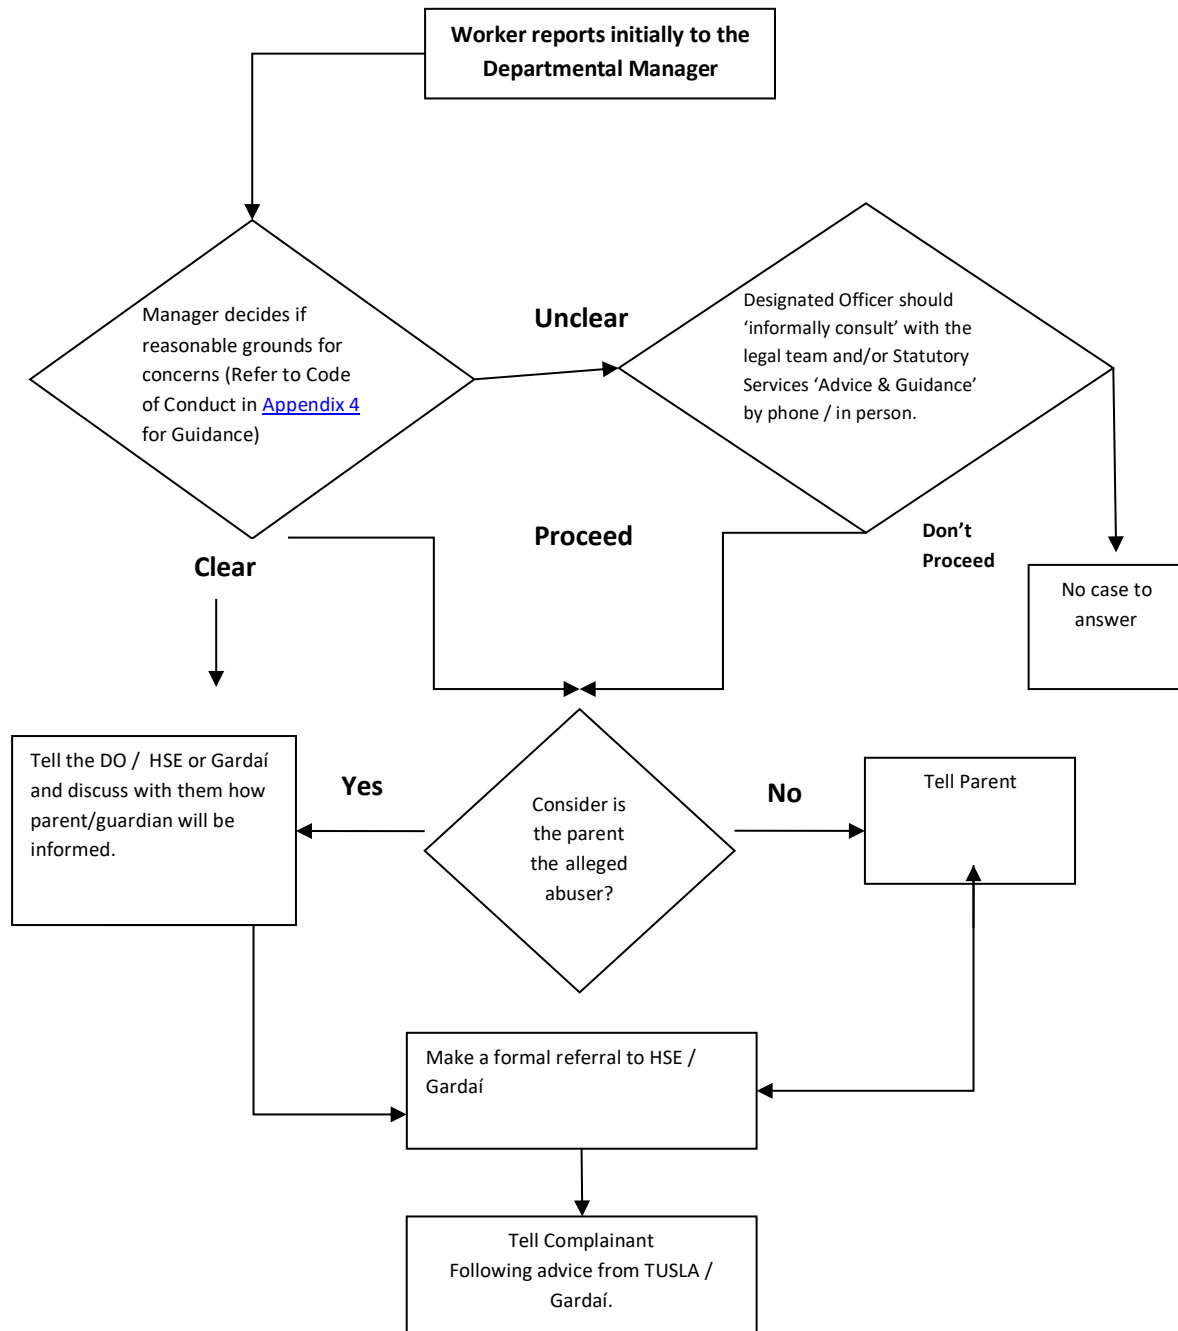 Worker reports initially to the
Departmental Manager
Manager decides if
reasonable grounds for
concerns (Refer to Code
of Conduct in Appendix 4
for Guidance)
Unclear
Designated Officer should
‘informally consult’ with the
legal team and/or Statutory
Services ‘Advice & Guidance’
by phone / in person.
Clear
Proceed
Don’t
Proceed
No case to
answer
Tell the DO / HSE or Gardaí
and discuss with them how
parent/guardian will be
informed.
Yes
Consider is
the parent
the alleged
abuser?
No
Tell Parent
Make a formal referral to HSE /
Gardaí
Tell Complainant
Following advice from TUSLA /
Gardaí.